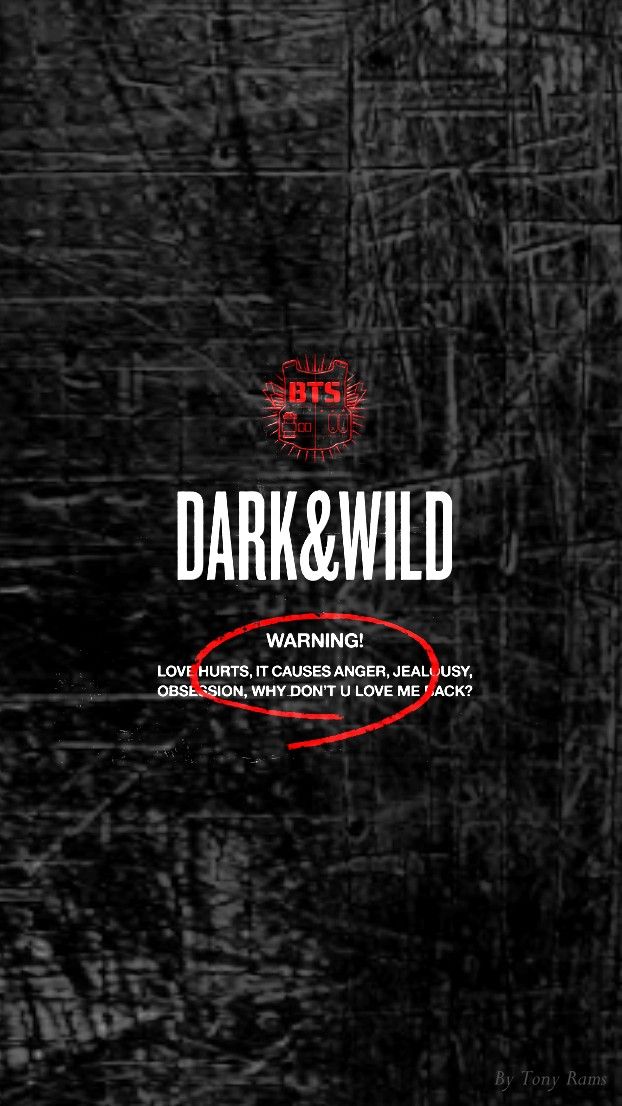 BTS
DARK&WILD
WARNING!
LOVE HURTS, IT CAUSES ANGER, JEALOUSY,
OBSESSION, WHY DON'T U LOVE ME BACK?
By Tony Rams